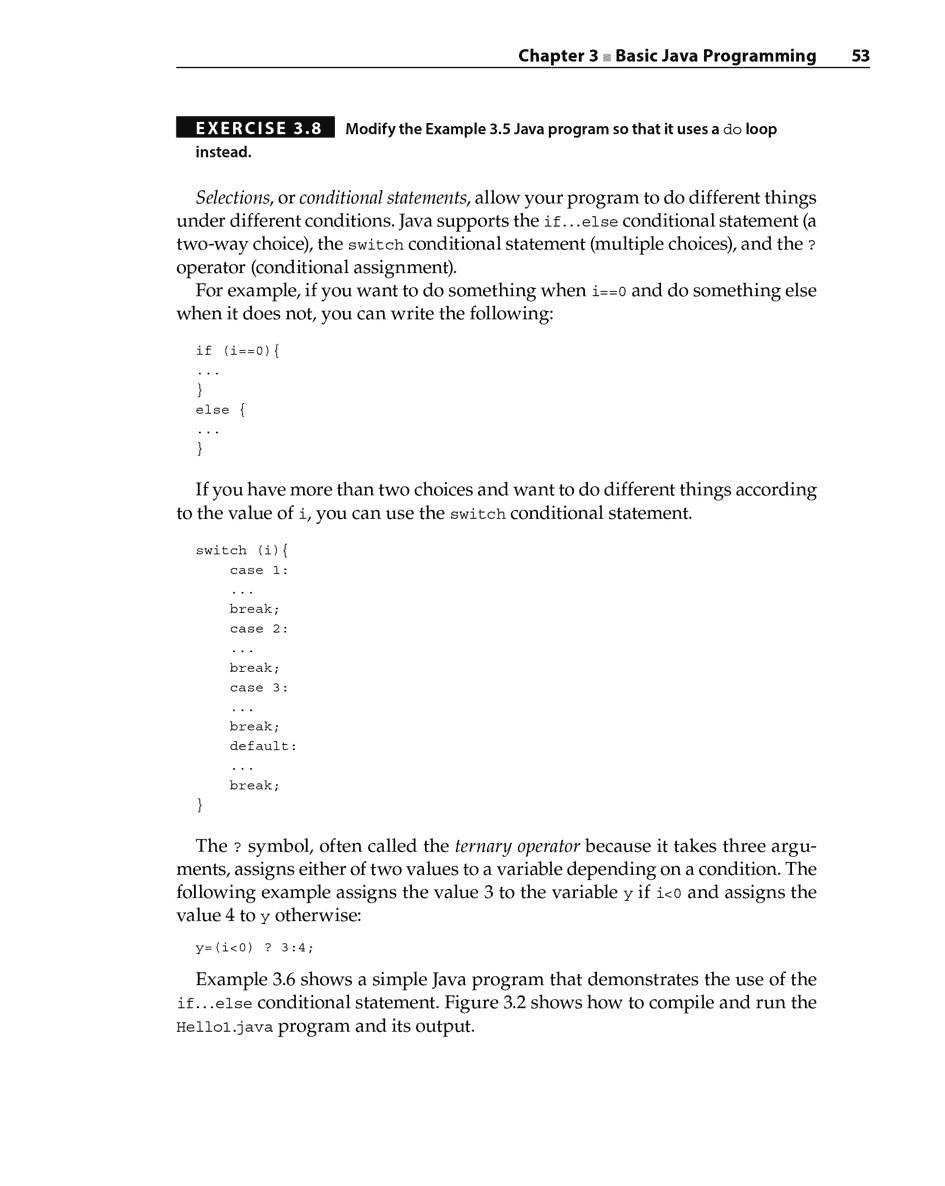 Chapter 3 ■ Basic Java Programming 53
EXERCISE 3.8 Modify the Example 3.5 Java program so that it uses a do loop
instead.
Selections, or conditional statements, allow your program to do different things
under different conditions. Java supports the if...else conditional statement (a
two-way choice), the switch conditional statement (multiple choices), and the ?
operator (conditional assignment).
For example, if you want to do something when i==0 and do something else
when it does not, you can write the following:
if (i==0){
...
}
else {
...
}
If you have more than two choices and want to do different things according
to the value of i, you can use the switch conditional statement.
switch (i){
case 1:
...
break;
case 2:
...
break;
case 3:
...
break;
default:
...
break;
}
The ? symbol, often called the ternary operator because it takes three argu-
ments, assigns either of two values to a variable depending on a condition. The
following example assigns the value 3 to the variable y if i<0 and assigns the
value 4 to y otherwise:
y=(i<0) ? 3:4;
Example 3.6 shows a simple Java program that demonstrates the use of the
if...else conditional statement. Figure 3.2 shows how to compile and run the
Hello1.java program and its output.